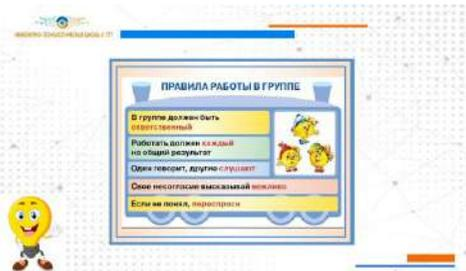 ПРАВИЛА РАБОТЫ В ГРУППЕ
В группе должен быть
ответственный
Работать должен каждый
на общий результат
Один говорит, другие слушают
Свое несогласие высказывай вежливо
Если не понял, переспроси